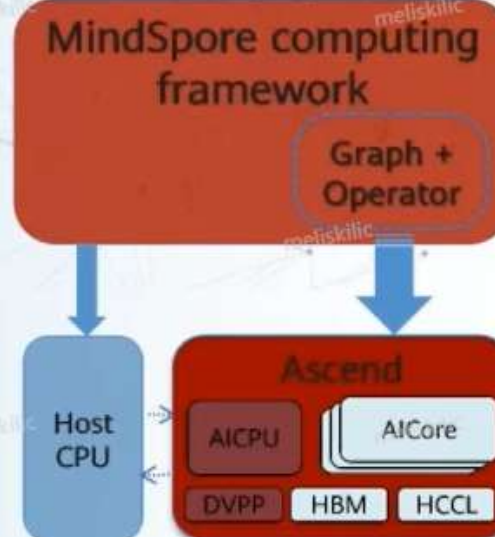 meliskilic
MindSpore computing
framework
Graph +
Operator
meliskilic
Ascend
Host
CPU
AICPU
AICore
DVPP
HBM
HCCL